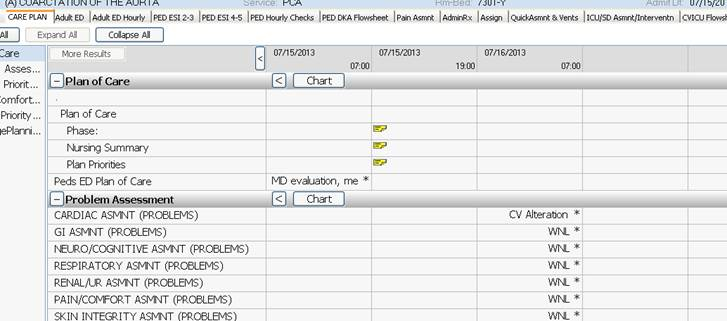 (A) COARCTATION OF THE AORTA Service: PCA Rm-Bed: 7301-Y Admit Dt: 07/15/20
CARE PLAN Adult ED Adult ED Hourly PED ESI 2-3 PED ESI 4-5 PED Hourly Checks PED DKA Flowsheet Pain Asmnt AdminRx Assign QuickAsmnt & Vents ICU/SD Asmnt/Interventn CVICU Flowsh
All Expand All Collapse All
Care More Results < 07/15/2013 07/15/2013 07/16/2013
Asses... 07:00 19:00 07:00
Priorit... − Plan of Care < Chart
omfort... .
Priority ... Plan of Care
gePlanni... Phase:
Nursing Summary
Plan Priorities
Peds ED Plan of Care MD evaluation, me *
− Problem Assessment < Chart
CARDIAC ASMNT (PROBLEMS) CV Alteration *
GI ASMNT (PROBLEMS) WNL *
NEURO/COGNITIVE ASMNT (PROBLEMS) WNL *
RESPIRATORY ASMNT (PROBLEMS) WNL *
RENAL/UR ASMNT (PROBLEMS) WNL *
PAIN/COMFORT ASMNT (PROBLEMS) WNL *
SKIN INTEGRITY ASMNT (PROBLEMS) WNL *